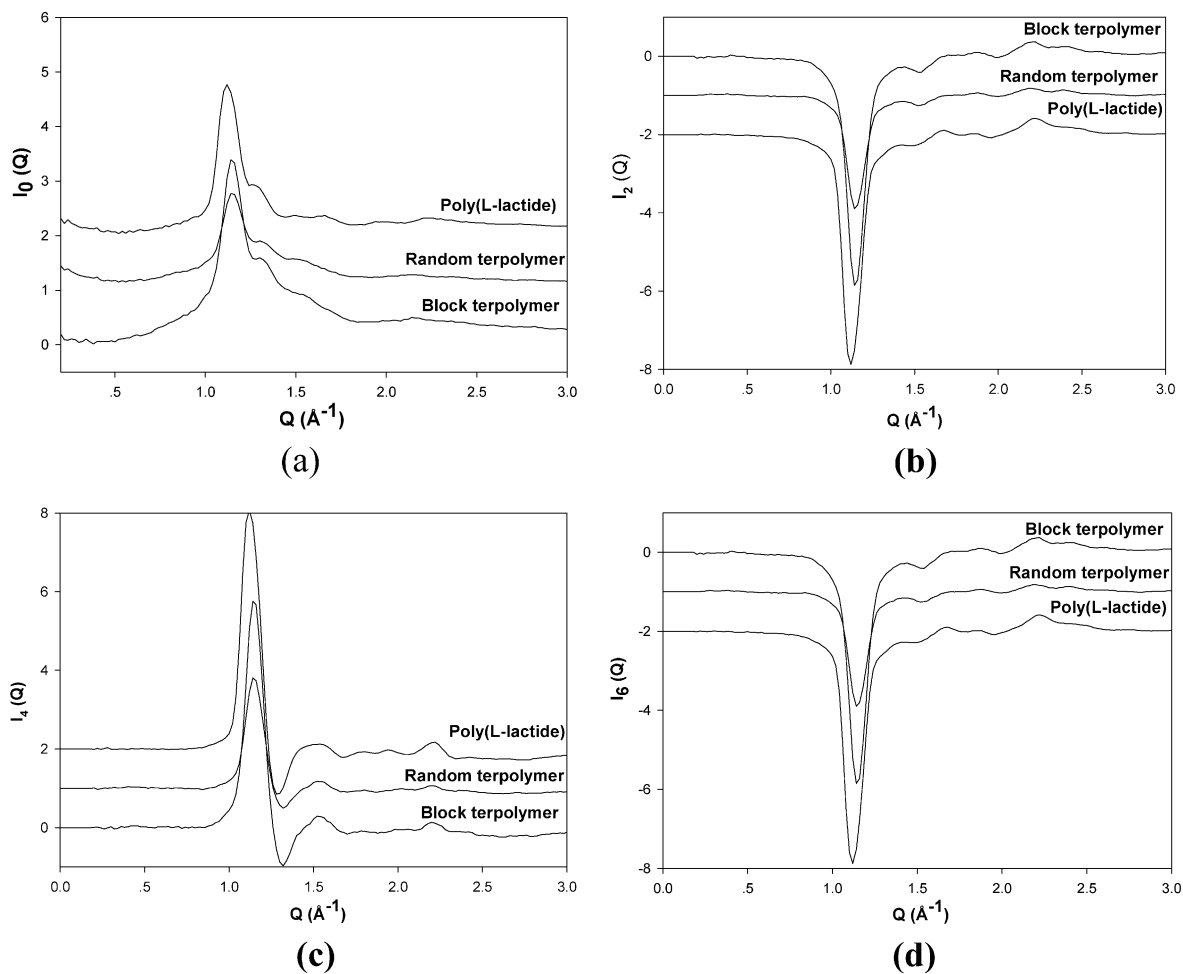 6
5
4
3
2
1
0
I0 (Q)
Poly(L-lactide)
Random terpolymer
Block terpolymer
.5 1.0 1.5 2.0 2.5 3.0
Q (Å-1)
(a)
0
-2
-4
-6
-8
I2 (Q)
Block terpolymer
Random terpolymer
Poly(L-lactide)
0.0 .5 1.0 1.5 2.0 2.5 3.0
Q (Å-1)
(b)
8
6
4
2
0
I4 (Q)
Poly(L-lactide)
Random terpolymer
Block terpolymer
0.0 .5 1.0 1.5 2.0 2.5 3.0
Q (Å-1)
(c)
0
-2
-4
-6
-8
I6 (Q)
Block terpolymer
Random terpolymer
Poly(L-lactide)
0.0 .5 1.0 1.5 2.0 2.5 3.0
Q (Å-1)
(d)